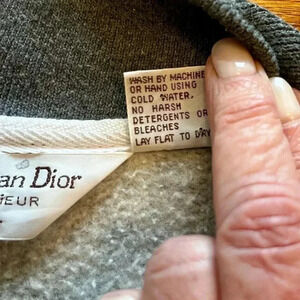 WASH BY MACHINE
OR HAND USING
COLD WATER.
NO HARSH
DETERGENTS OR
BLEACHES
LAY FLAT TO DRY
an Dior
IEUR